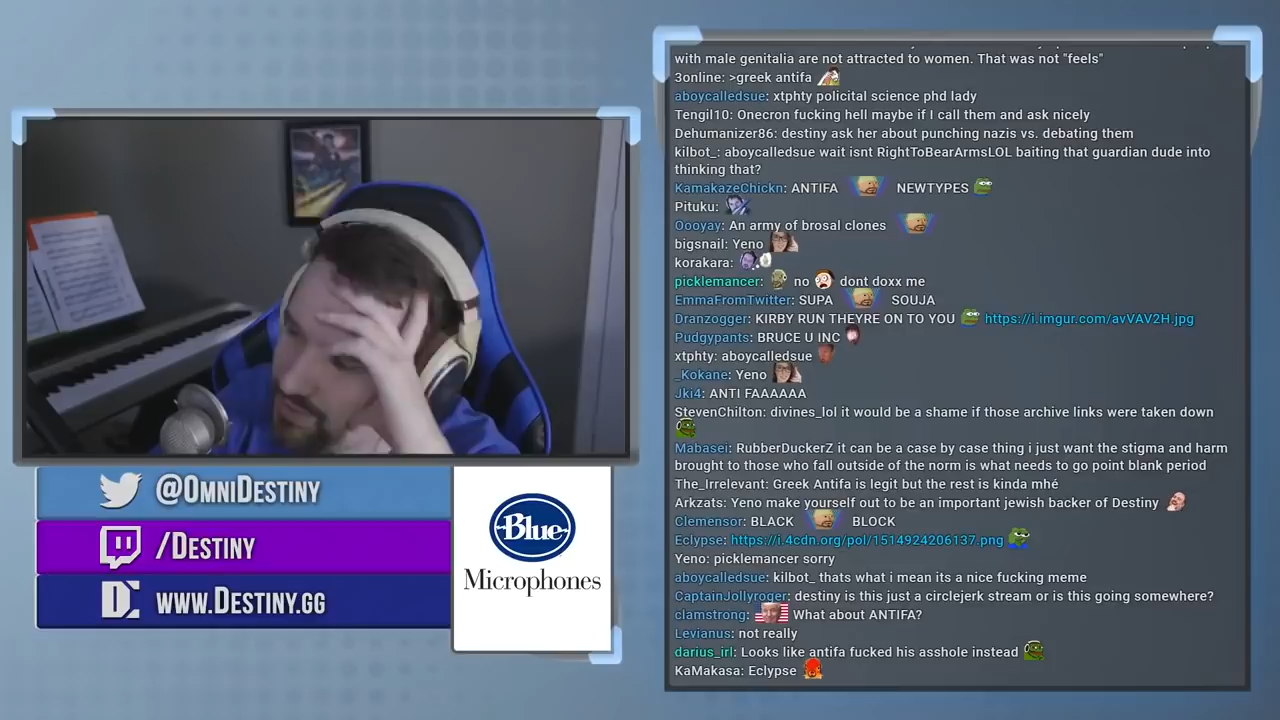 with male genitalia are not attracted to women. That was not "feels"
3online: >greek antifa
aboycalledsue: xtphty policital science phd lady
Tengil10: Onecron fucking hell maybe if I call them and ask nicely
Dehumanizer86: destiny ask her about punching nazis vs. debating them
kilbot_: aboycalledsue wait isnt RightToBearArmsLOL baiting that guardian dude into
thinking that?
KamakazeChickn: ANTIFA NEWTYPES
Pituku:
Oooyay: An army of brosal clones
bigsnail: Yeno
korakara:
picklemancer: no dont doxx me
EmmaFromTwitter: SUPA SOUJA
Dranzogger: KIRBY RUN THEYRE ON TO YOU https://i.imgur.com/avVAV2H.jpg
Pudgypants: BRUCE U INC
xtphty: aboycalledsue
_Kokane: Yeno
Jki4: ANTI FAAAAAA
StevenChilton: divines_lol it would be a shame if those archive links were taken down
Mabasei: RubberDuckerZ it can be a case by case thing i just want the stigma and harm
brought to those who fall outside of the norm is what needs to go point blank period
The_Irrelevant: Greek Antifa is legit but the rest is kinda mhé
Arkzats: Yeno make yourself out to be an important jewish backer of Destiny
Clemensor: BLACK BLOCK
Eclypse: https://i.4cdn.org/pol/1514924206137.png
Yeno: picklemancer sorry
aboycalledsue: kilbot_ thats what i mean its a nice fucking meme
CaptainJollyroger: destiny is this just a circlejerk stream or is this going somewhere?
clamstrong: What about ANTIFA?
Levianus: not really
darius_irl: Looks like antifa fucked his asshole instead
KaMakasa: Eclypse
@OmniDestiny
/Destiny
www.Destiny.gg
Blue
Microphones